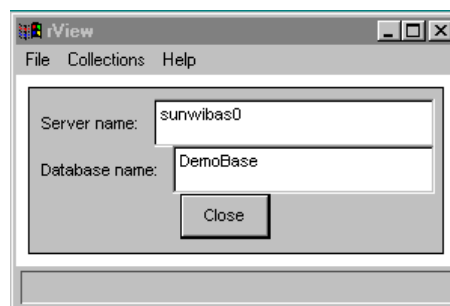 rView
File Collections Help
Server name: sunwibas0
Database name: DemoBase
Close